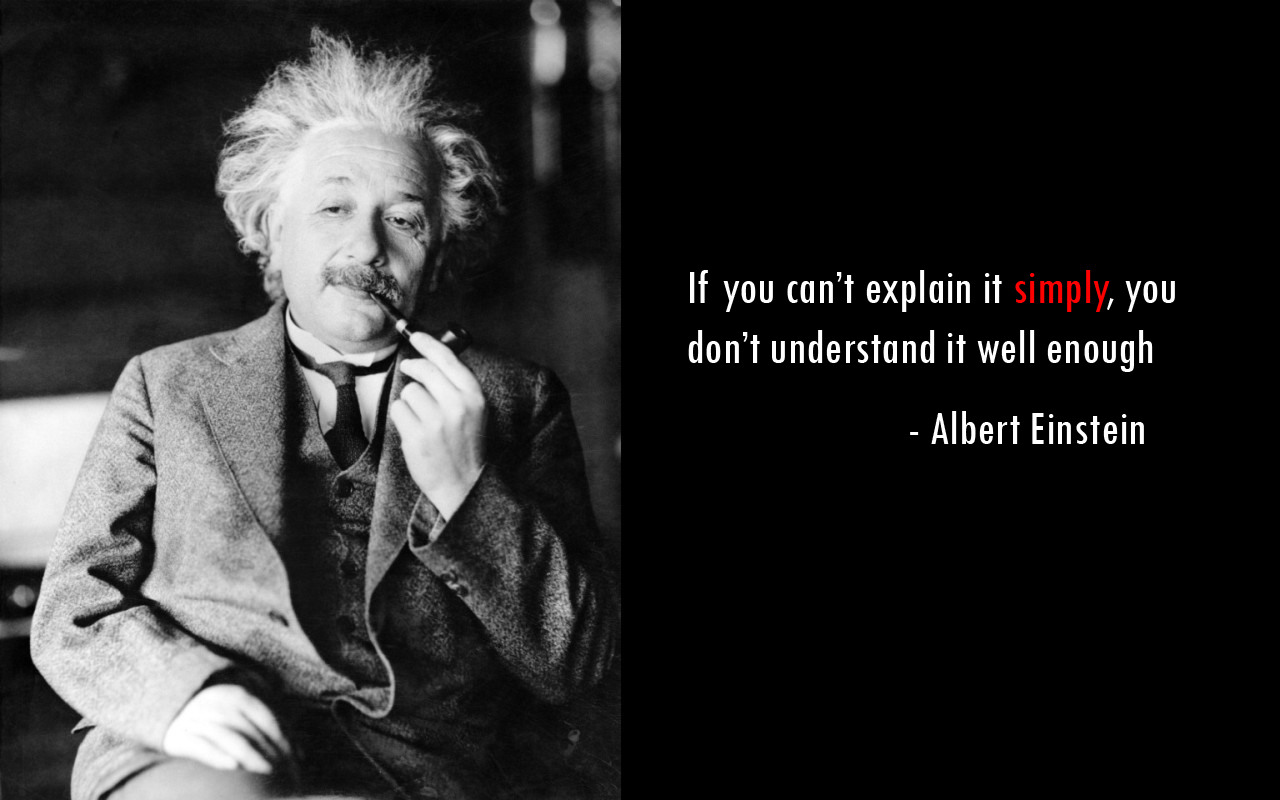 If you can’t explain it simply, you
don’t understand it well enough
- Albert Einstein